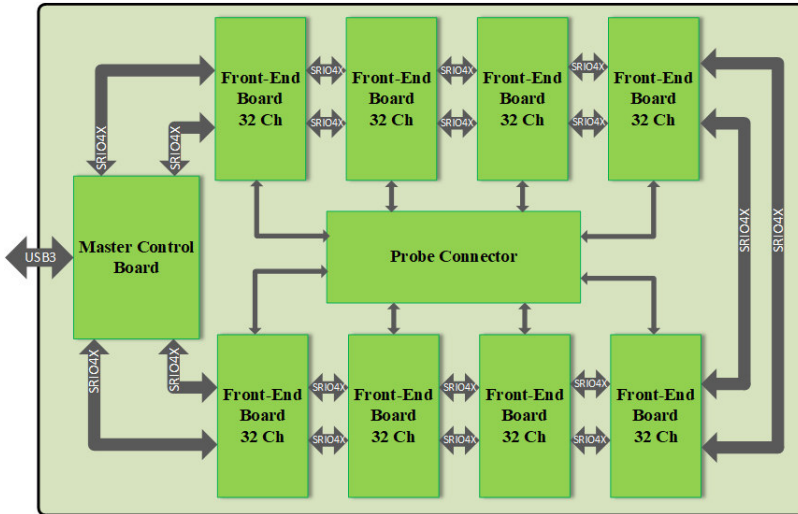 Front-End
Board
32 Ch
SRIO4X
SRIO4X
Front-End
Board
32 Ch
SRIO4X
SRIO4X
Front-End
Board
32 Ch
SRIO4X
SRIO4X
Front-End
Board
32 Ch
SRIO4X
SRIO4X
USB3
Master Control
Board
Probe Connector
SRIO4X
SRIO4X
SRIO4X
SRIO4X
Front-End
Board
32 Ch
SRIO4X
SRIO4X
Front-End
Board
32 Ch
SRIO4X
SRIO4X
Front-End
Board
32 Ch
SRIO4X
SRIO4X
Front-End
Board
32 Ch